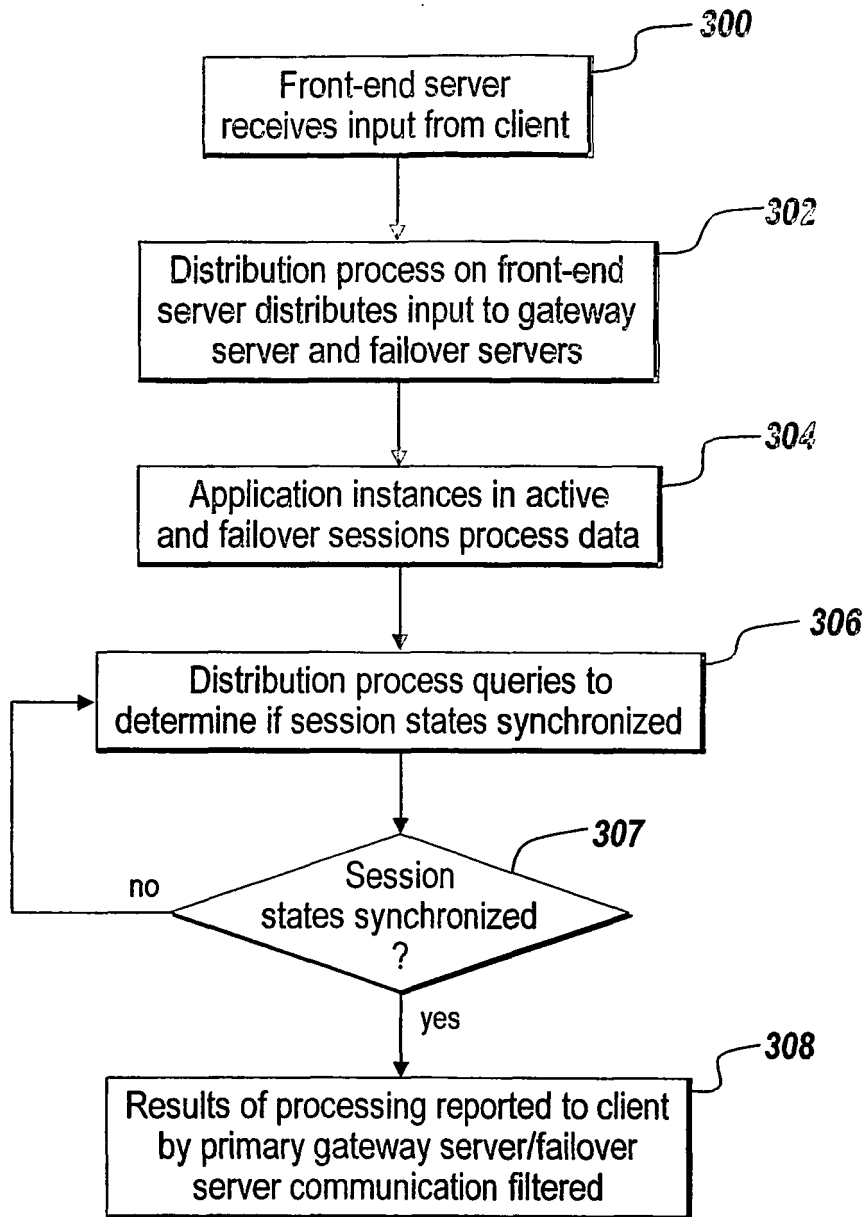 300
Front-end server
receives input from client
302
Distribution process on front-end
server distributes input to gateway
server and failover servers
304
Application instances in active
and failover sessions process data
306
Distribution process queries to
determine if session states synchronized
307
no
Session
states synchronized
?
yes
308
Results of processing reported to client
by primary gateway server/failover
server communication filtered